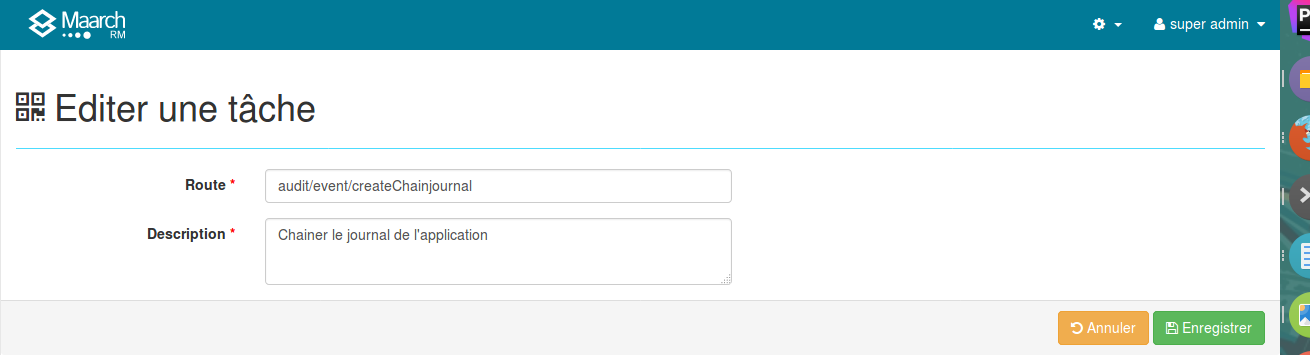 Maarch
RM
super admin
Editer une tâche
Route *
audit/event/createChainjournal
Description *
Chainer le journal de l'application
Annuler
Enregistrer